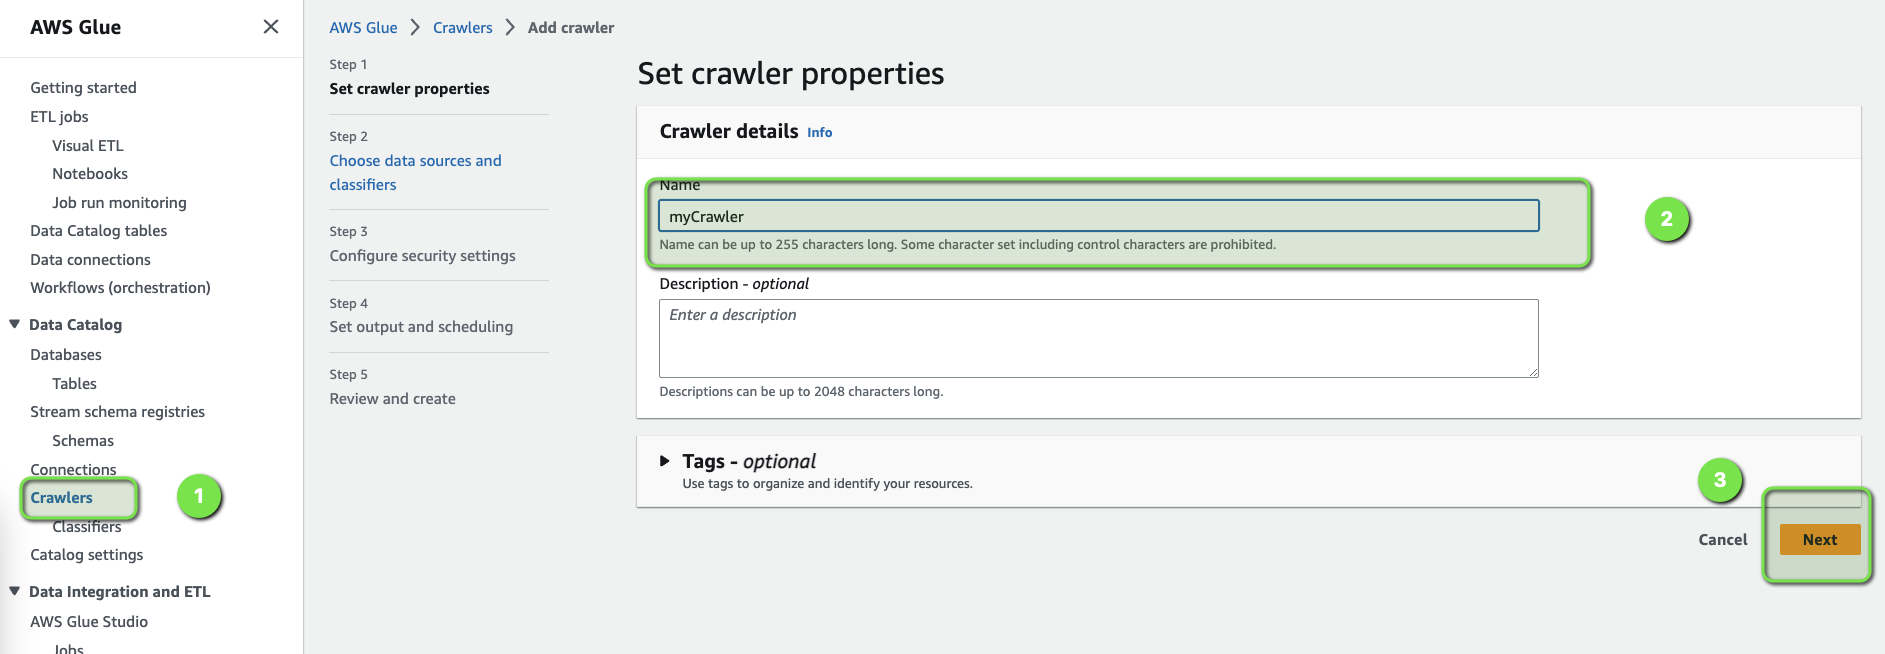 AWS Glue
Getting started
ETL jobs
Visual ETL
Notebooks
Job run monitoring
Data Catalog tables
Data connections
Workflows (orchestration)
Data Catalog
Databases
Tables
Stream schema registries
Schemas
Connections
Crawlers
1
Classifiers
Catalog settings
Data Integration and ETL
AWS Glue Studio
Jobs
AWS Glue > Crawlers > Add crawler
Step 1
Set crawler properties
Step 2
Choose data sources and
classifiers
Step 3
Configure security settings
Step 4
Set output and scheduling
Step 5
Review and create
Set crawler properties
Crawler details Info
Name
myCrawler
2
Name can be up to 255 characters long. Some character set including control characters are prohibited.
Description - optional
Enter a description
Descriptions can be up to 2048 characters long.
Tags - optional
Use tags to organize and identify your resources.
3
Cancel
Next